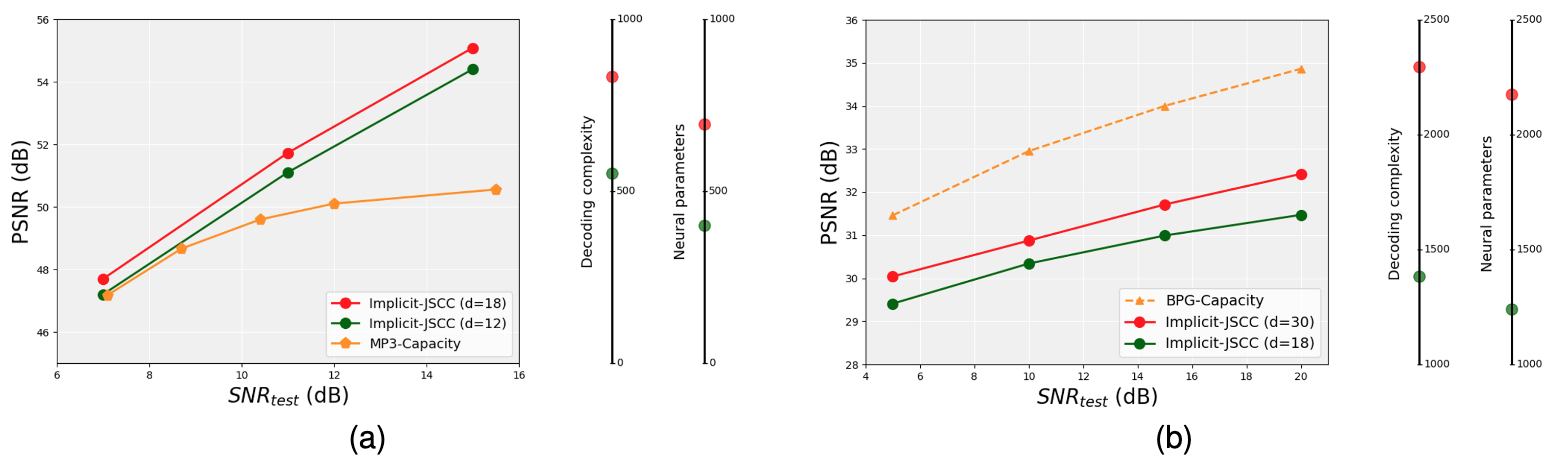 56
54
52
50
48
46
PSNR (dB)
6
8
10
12
14
16
SNR_test (dB)
Implicit-JSCC (d=18)
Implicit-JSCC (d=12)
MP3-Capacity
Decoding complexity
1000
500
0
Neural parameters
1000
500
0
(a)
36
35
34
33
32
31
30
29
28
PSNR (dB)
4
6
8
10
12
14
16
18
20
SNR_test (dB)
BPG-Capacity
Implicit-JSCC (d=30)
Implicit-JSCC (d=18)
Decoding complexity
2500
2000
1500
1000
Neural parameters
2500
2000
1500
1000
(b)